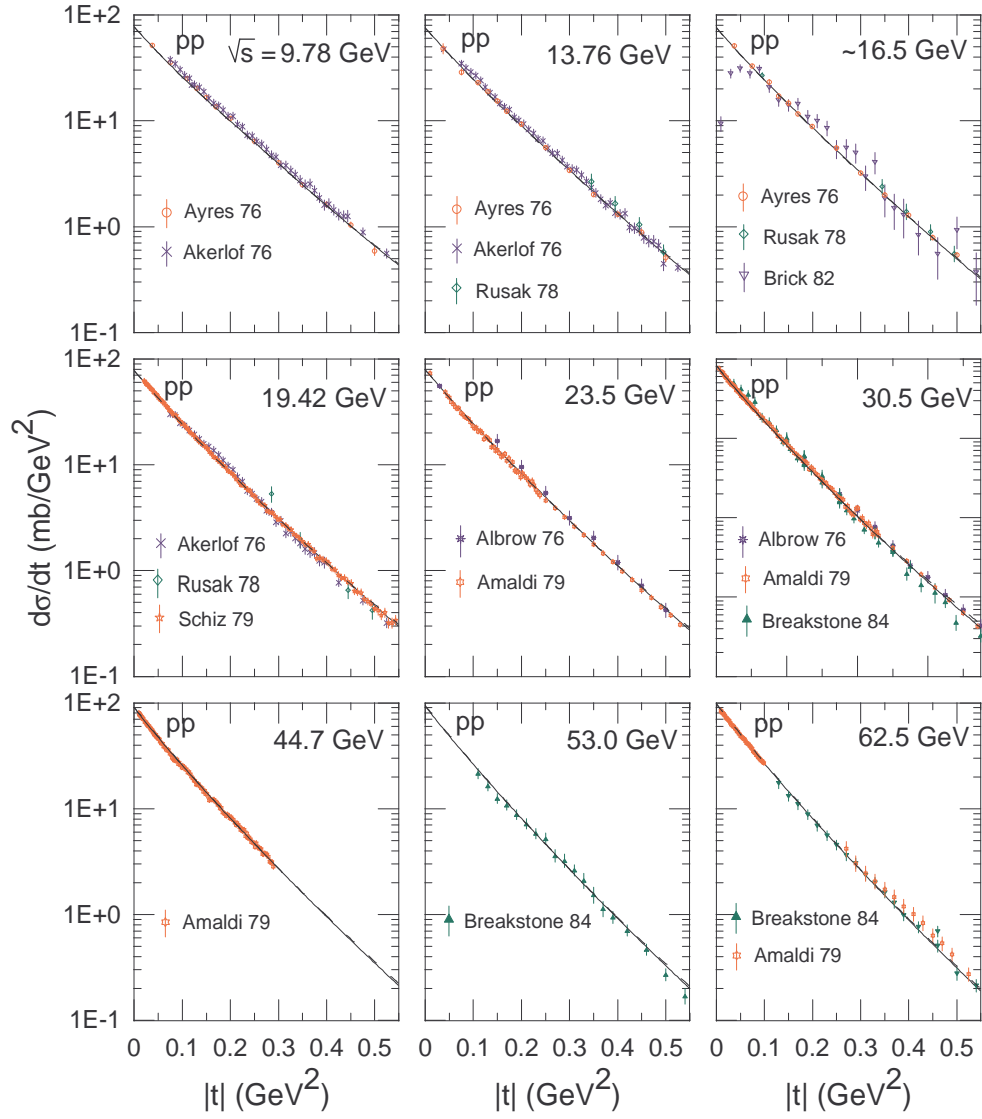 dσ/dt (mb/GeV²)
1E+2
1E+1
1E+0
1E-1
pp
√s = 9.78 GeV
Ayres 76
Akerlof 76
pp
13.76 GeV
Ayres 76
Akerlof 76
Rusak 78
pp
~16.5 GeV
Ayres 76
Rusak 78
Brick 82
1E+2
1E+1
1E+0
1E-1
pp
19.42 GeV
Akerlof 76
Rusak 78
Schiz 79
pp
23.5 GeV
Albrow 76
Amaldi 79
pp
30.5 GeV
Albrow 76
Amaldi 79
Breakstone 84
1E+2
1E+1
1E+0
1E-1
pp
44.7 GeV
Amaldi 79
pp
53.0 GeV
Breakstone 84
pp
62.5 GeV
Breakstone 84
Amaldi 79
0 0.1 0.2 0.3 0.4 0.5
0 0.1 0.2 0.3 0.4 0.5
0 0.1 0.2 0.3 0.4 0.5
|t| (GeV²)
|t| (GeV²)
|t| (GeV²)